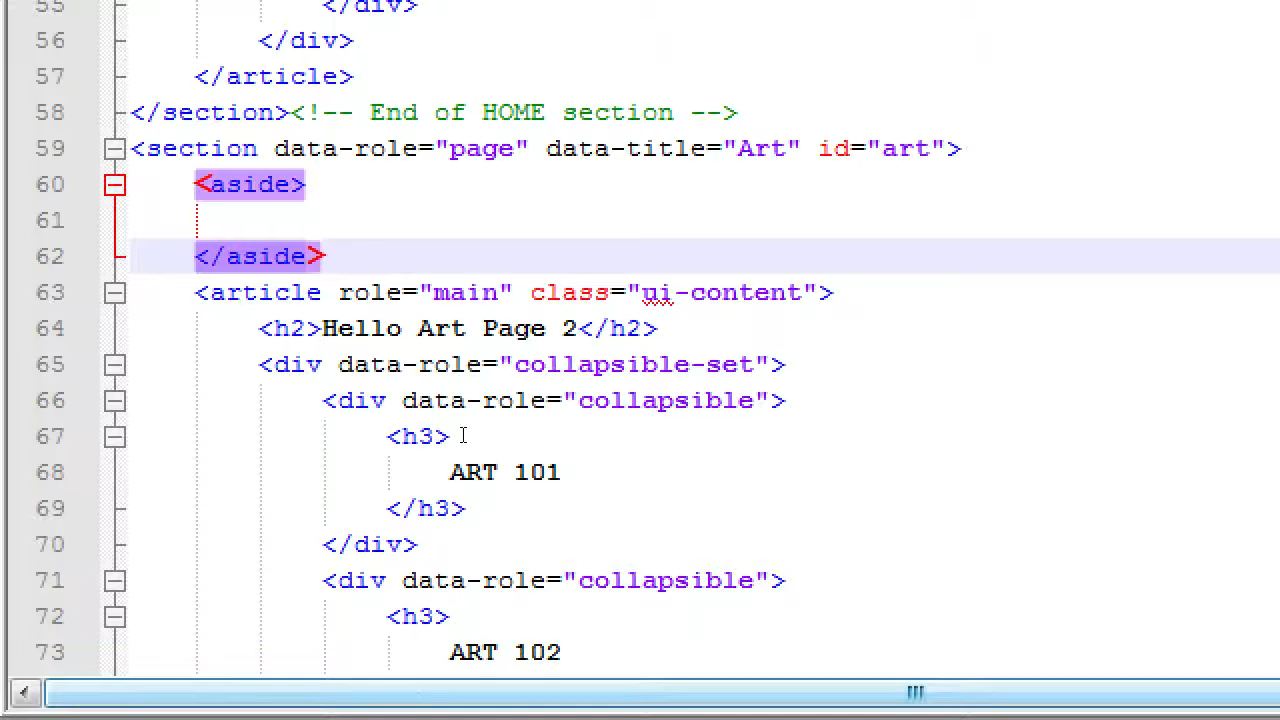 55 </div>
56 </div>
57 </article>
58 </section><!-- End of HOME section -->
59 <section data-role="page" data-title="Art" id="art">
60 <aside>
61
62 </aside>
63 <article role="main" class="ui-content">
64 <h2>Hello Art Page 2</h2>
65 <div data-role="collapsible-set">
66 <div data-role="collapsible">
67 <h3>
68 ART 101
69 </h3>
70 </div>
71 <div data-role="collapsible">
72 <h3>
73 ART 102